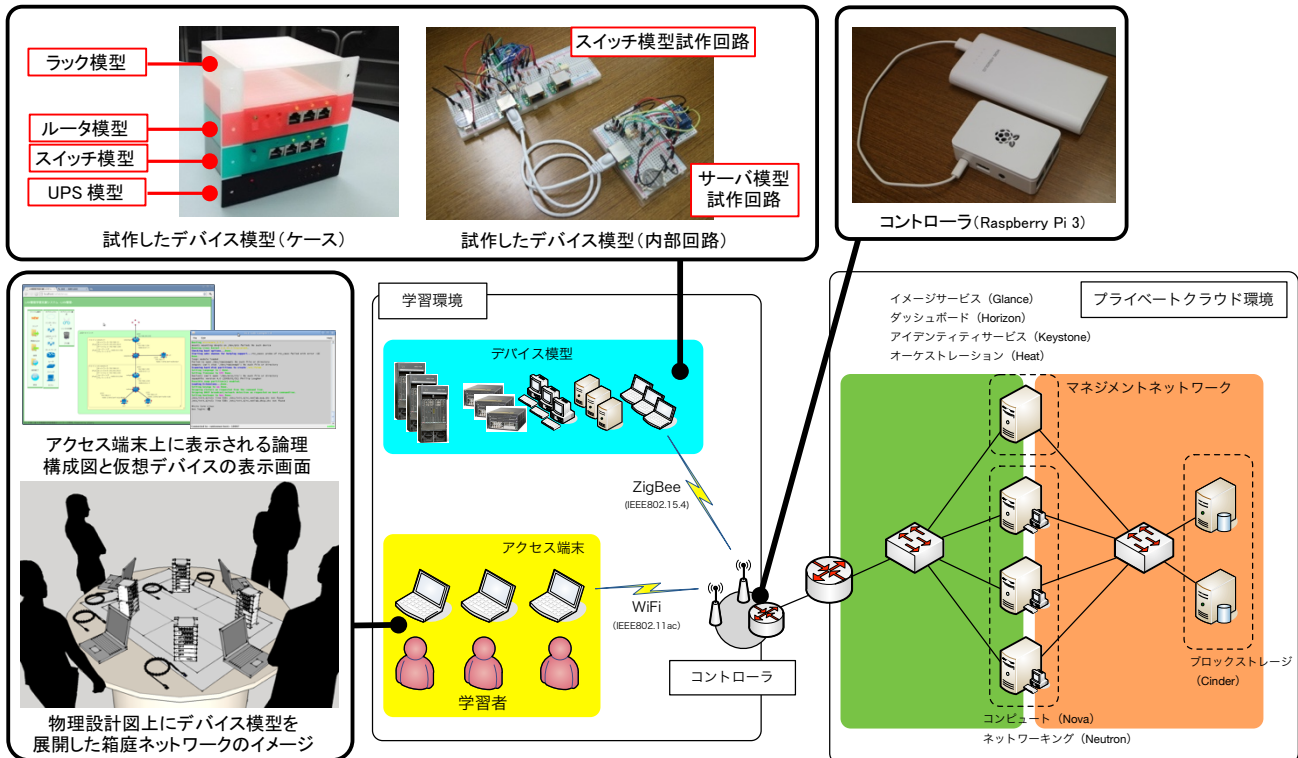 ラック模型
ルータ模型
スイッチ模型
UPS 模型
試作したデバイス模型(ケース)
スイッチ模型試作回路
サーバ模型
試作回路
試作したデバイス模型(内部回路)
コントローラ(Raspberry Pi 3)
アクセス端末上に表示される論理
構成図と仮想デバイスの表示画面
物理設計図上にデバイス模型を
展開した箱庭ネットワークのイメージ
学習環境
デバイス模型
ZigBee
(IEEE802.15.4)
アクセス端末
WiFi
(IEEE802.11ac)
学習者
コントローラ
プライベートクラウド環境
イメージサービス(Glance)
ダッシュボード(Horizon)
アイデンティティサービス(Keystone)
オーケストレーション(Heat)
マネジメントネットワーク
ブロックストレージ
(Cinder)
コンピュート(Nova)
ネットワーキング(Neutron)